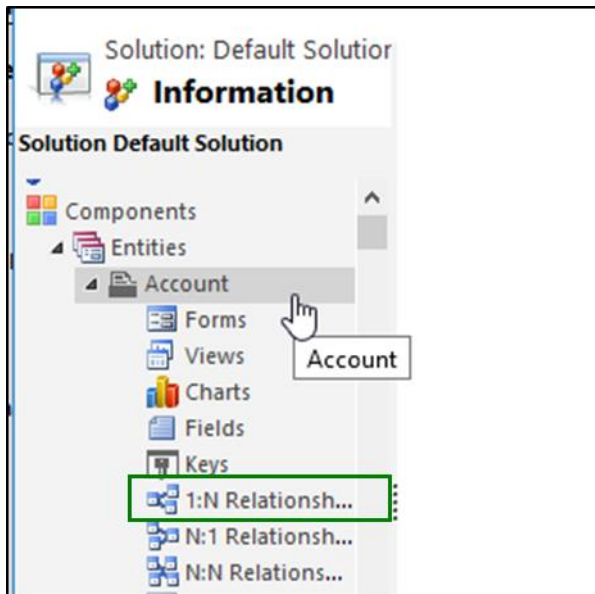 Solution: Default Solution
Information
Solution Default Solution
Components
Entities
Account
Forms
Views
Account
Charts
Fields
Keys
1:N Relationsh...
N:1 Relationsh...
N:N Relations...